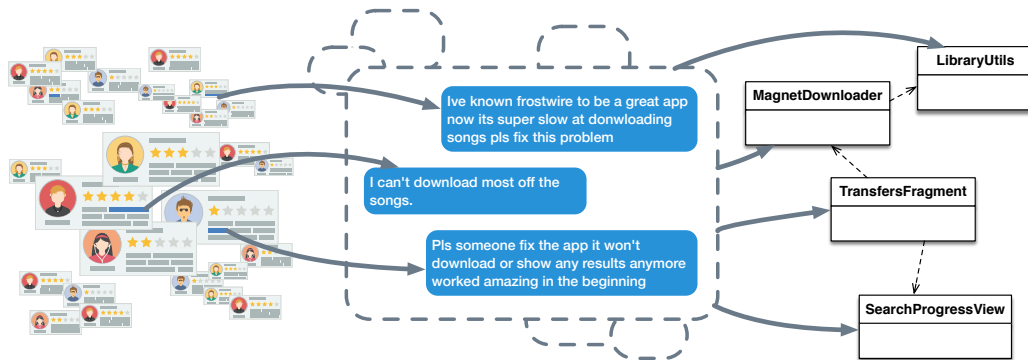 Ive known frostwire to be a great app
now its super slow at donwloading
songs pls fix this problem
I can't download most off the
songs.
Pls someone fix the app it won't
download or show any results anymore
worked amazing in the beginning
LibraryUtils
MagnetDownloader
TransfersFragment
SearchProgressView